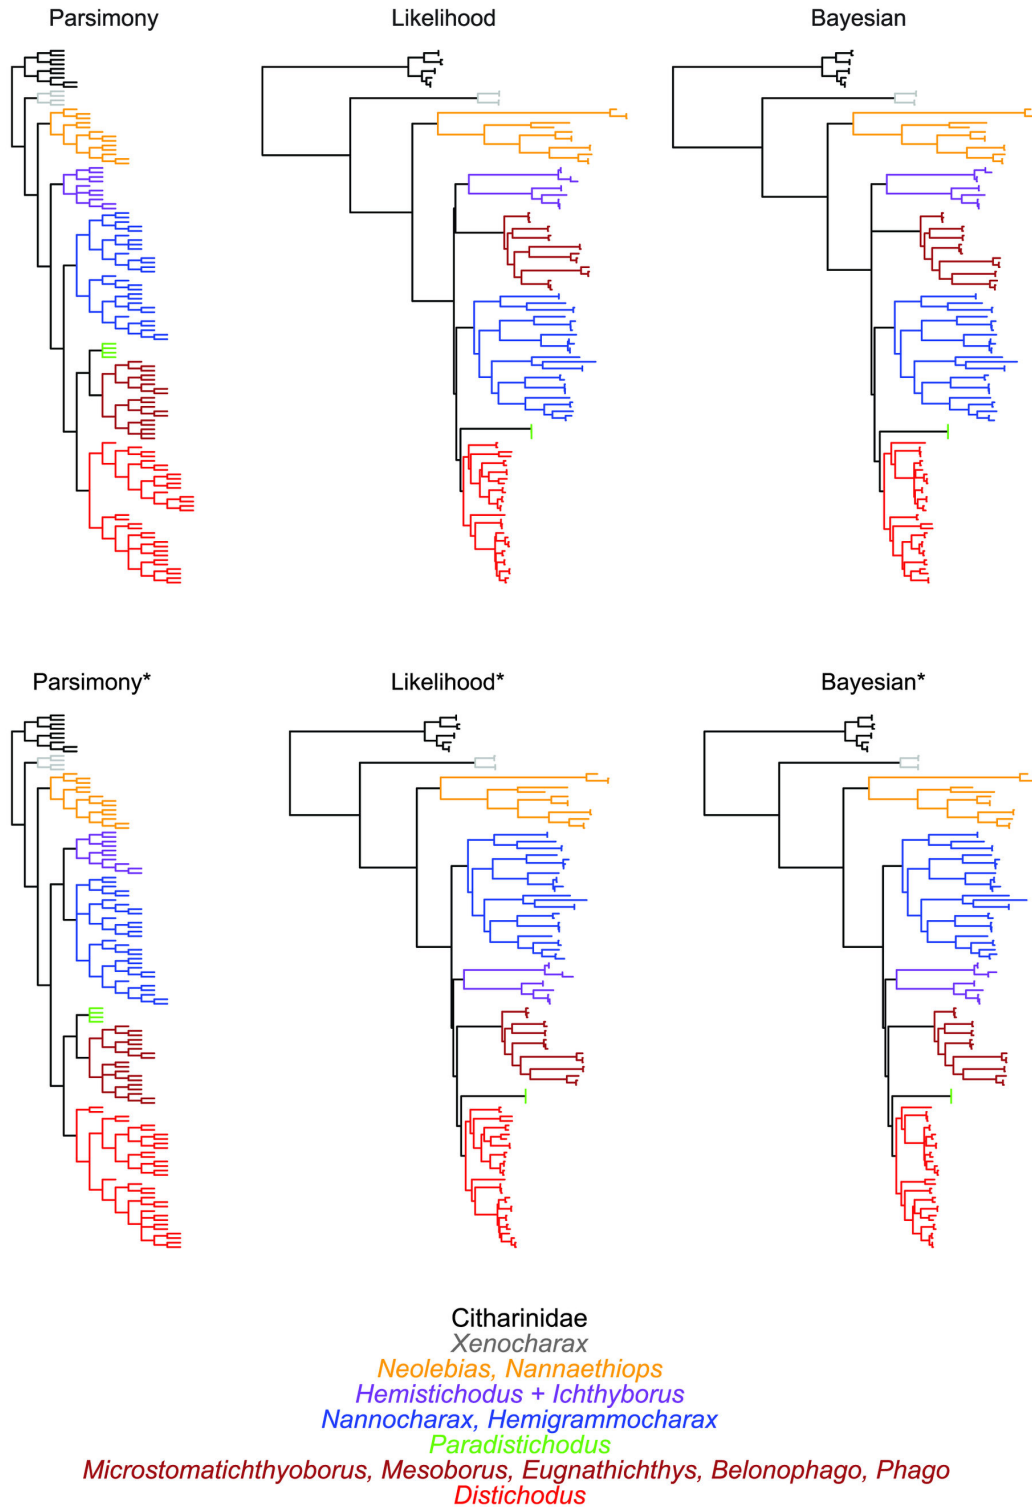 Parsimony
Likelihood
Bayesian
Parsimony*
Likelihood*
Bayesian*
Citharinidae
Xenocharax
Neolebias, Nannaethiops
Hemistichodus + Ichthyborus
Nannocharax, Hemigrammocharax
Paradistichodus
Microstomatichthyoborus, Mesoborus, Eugnathichthys, Belonophago, Phago
Distichodus